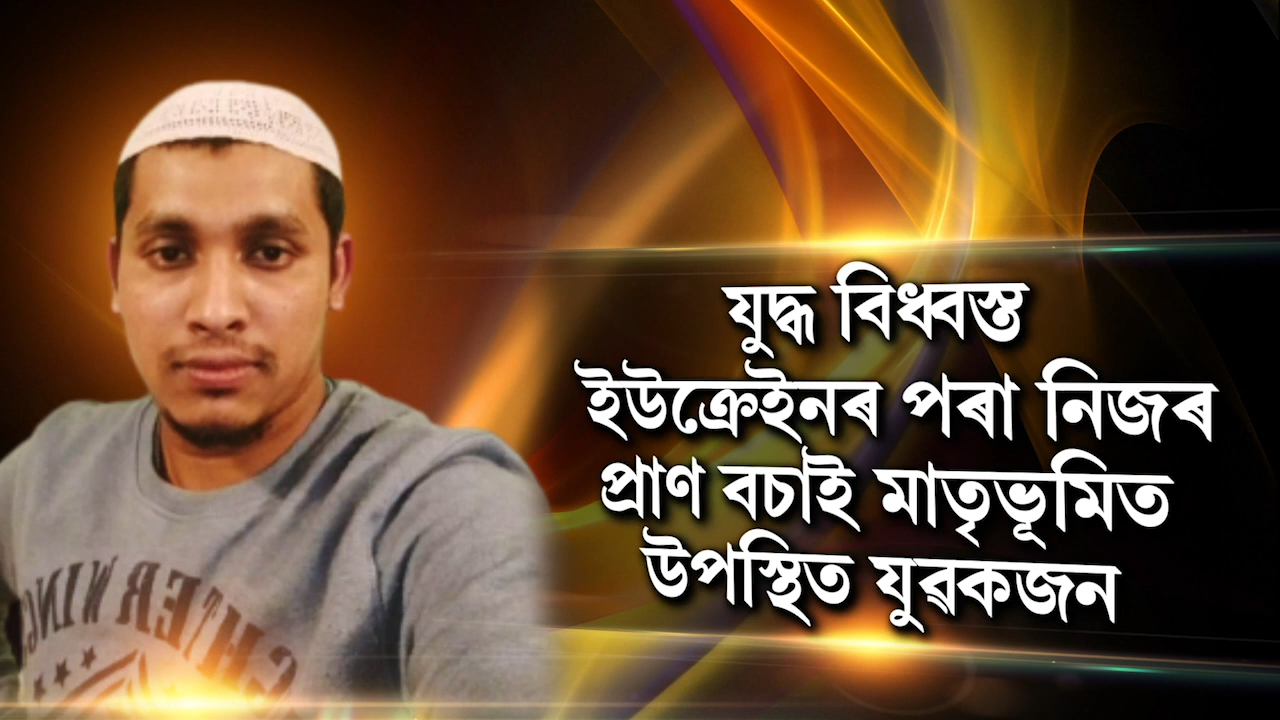 যুদ্ধ বিধ্বস্ত
ইউক্ৰেইনৰ পৰা নিজৰ
প্ৰাণ বচাই মাতৃভূমিত
উপস্থিত যুৱকজন